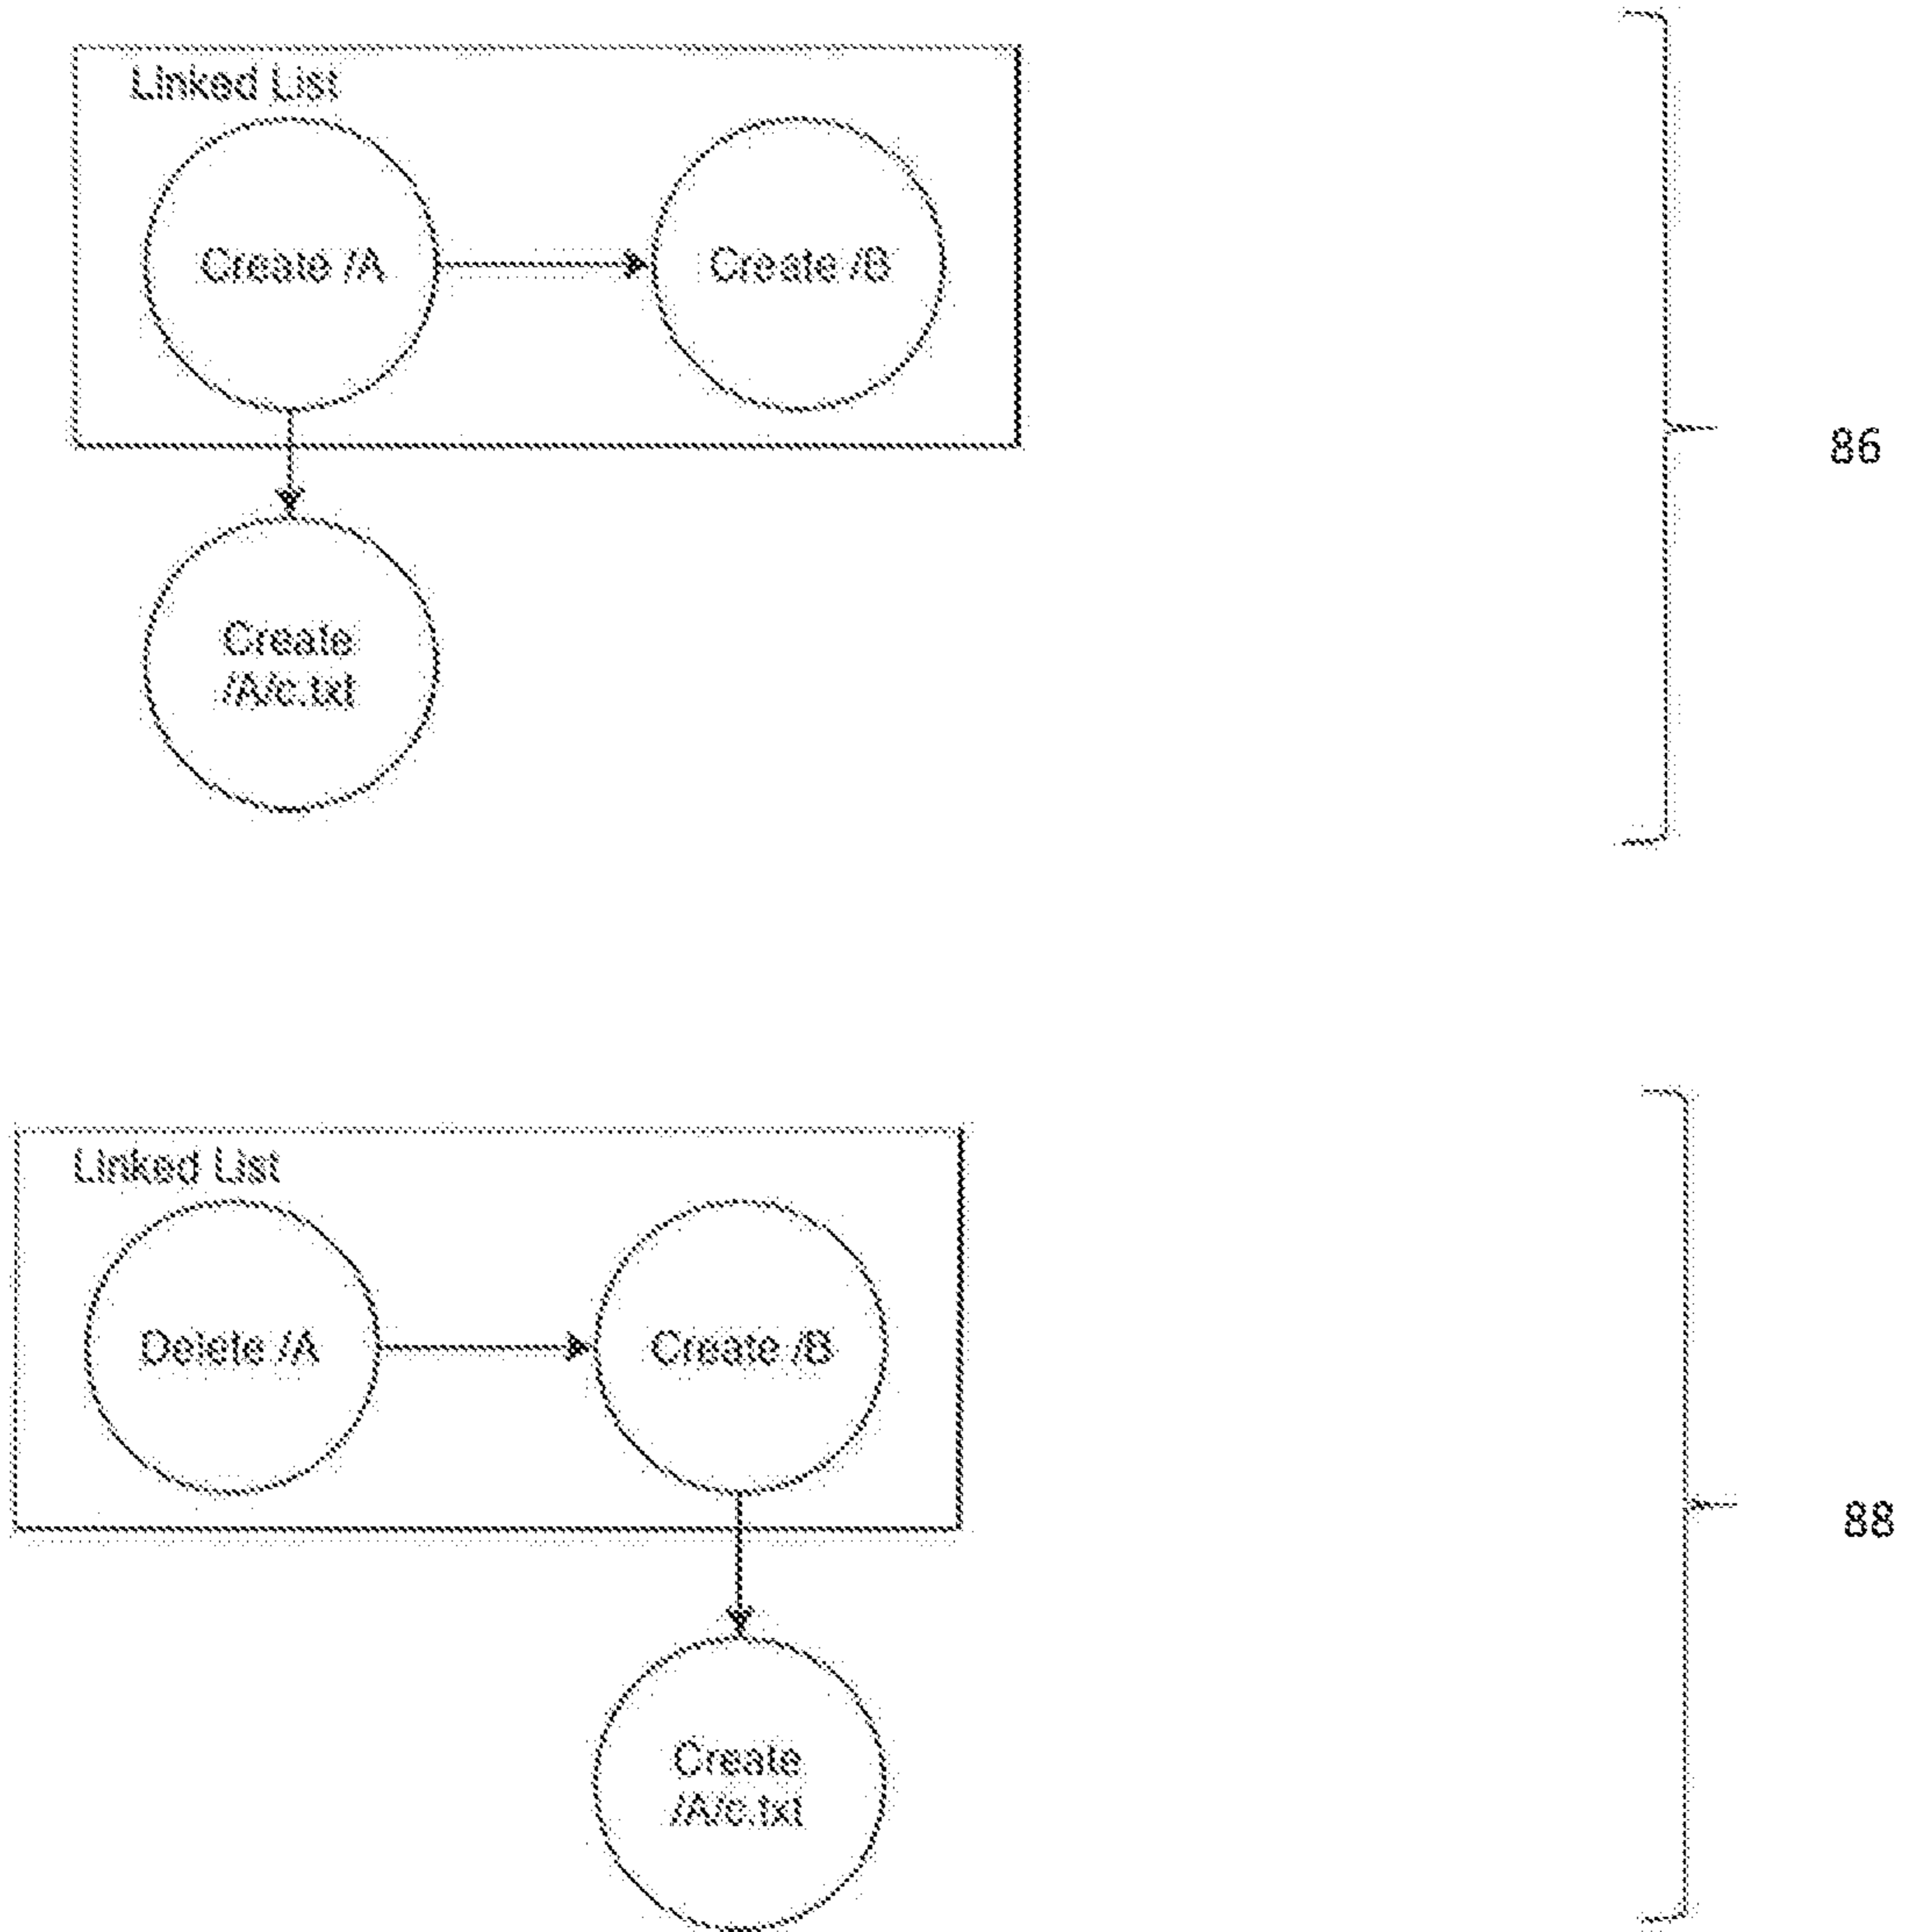 Linked List
Create /A
Create /B
86
Create
/A/c.txt
Linked List
Delete /A
Create /B
88
Create
/A/c.txt